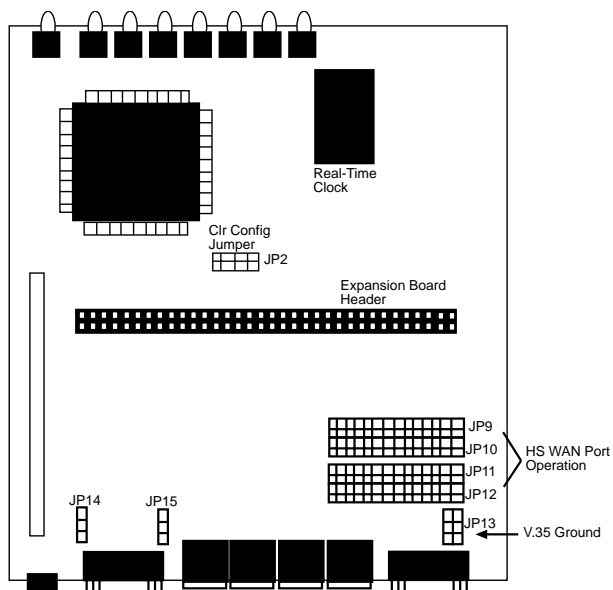 Real-Time
Clock
Clr Config
Jumper
JP2
Expansion Board
Header
JP9
JP10
HS WAN Port
Operation
JP11
JP12
JP14
JP15
JP13
V.35 Ground